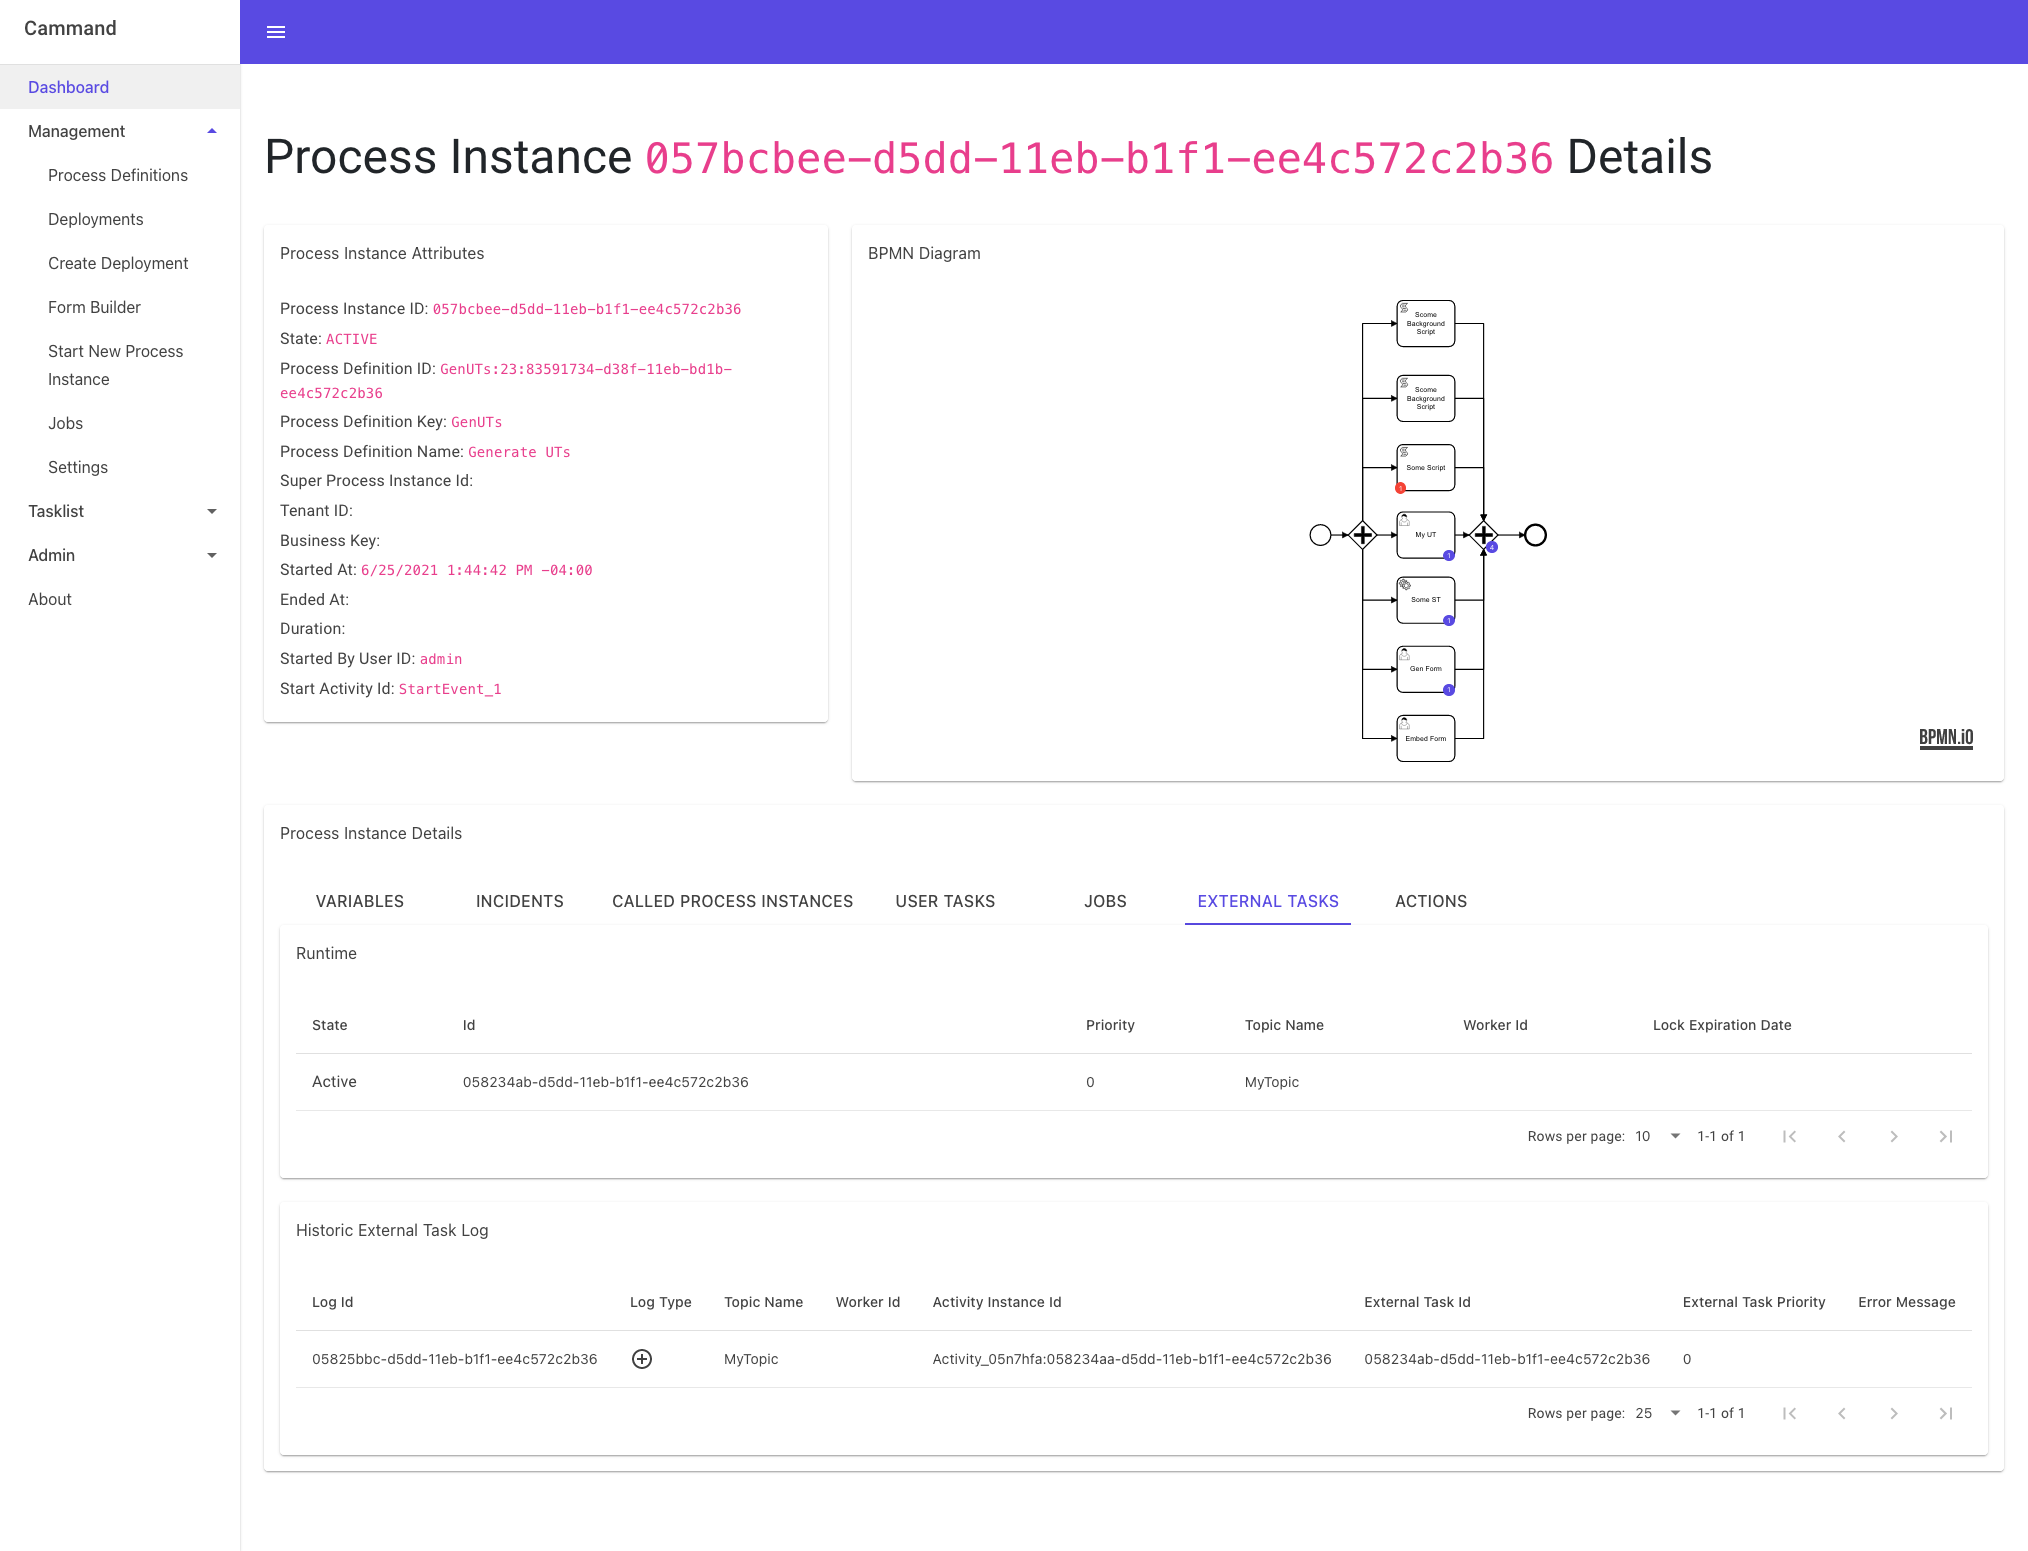 Cammand
Dashboard
Management
Process Definitions
Deployments
Create Deployment
Form Builder
Start New Process
Instance
Jobs
Settings
Tasklist
Admin
About
Process Instance 057bcbee-d5dd-11eb-b1f1-ee4c572c2b36 Details
Process Instance Attributes
Process Instance ID: 057bcbee-d5dd-11eb-b1f1-ee4c572c2b36
State: ACTIVE
Process Definition ID: GenUTs:23:83591734-d38f-11eb-bd1b-
ee4c572c2b36
Process Definition Key: GenUTs
Process Definition Name: Generate UTs
Super Process Instance Id:
Tenant ID:
Business Key:
Started At: 6/25/2021 1:44:42 PM -04:00
Ended At:
Duration:
Started By User ID: admin
Start Activity Id: StartEvent_1
BPMN Diagram
Scome
Background
Script
Scome
Background
Script
Some Script
1
My UT
1
4
Some ST
1
Gen Form
1
Embed Form
BPMN.iO
Process Instance Details
VARIABLES INCIDENTS CALLED PROCESS INSTANCES USER TASKS JOBS EXTERNAL TASKS ACTIONS
Runtime
State Id Priority Topic Name Worker Id Lock Expiration Date
Active 058234ab-d5dd-11eb-b1f1-ee4c572c2b36 0 MyTopic
Rows per page: 10 1-1 of 1
Historic External Task Log
Log Id Log Type Topic Name Worker Id Activity Instance Id External Task Id External Task Priority Error Message
05825bbc-d5dd-11eb-b1f1-ee4c572c2b36 MyTopic Activity_05n7hfa:058234aa-d5dd-11eb-b1f1-ee4c572c2b36 058234ab-d5dd-11eb-b1f1-ee4c572c2b36 0
Rows per page: 25 1-1 of 1